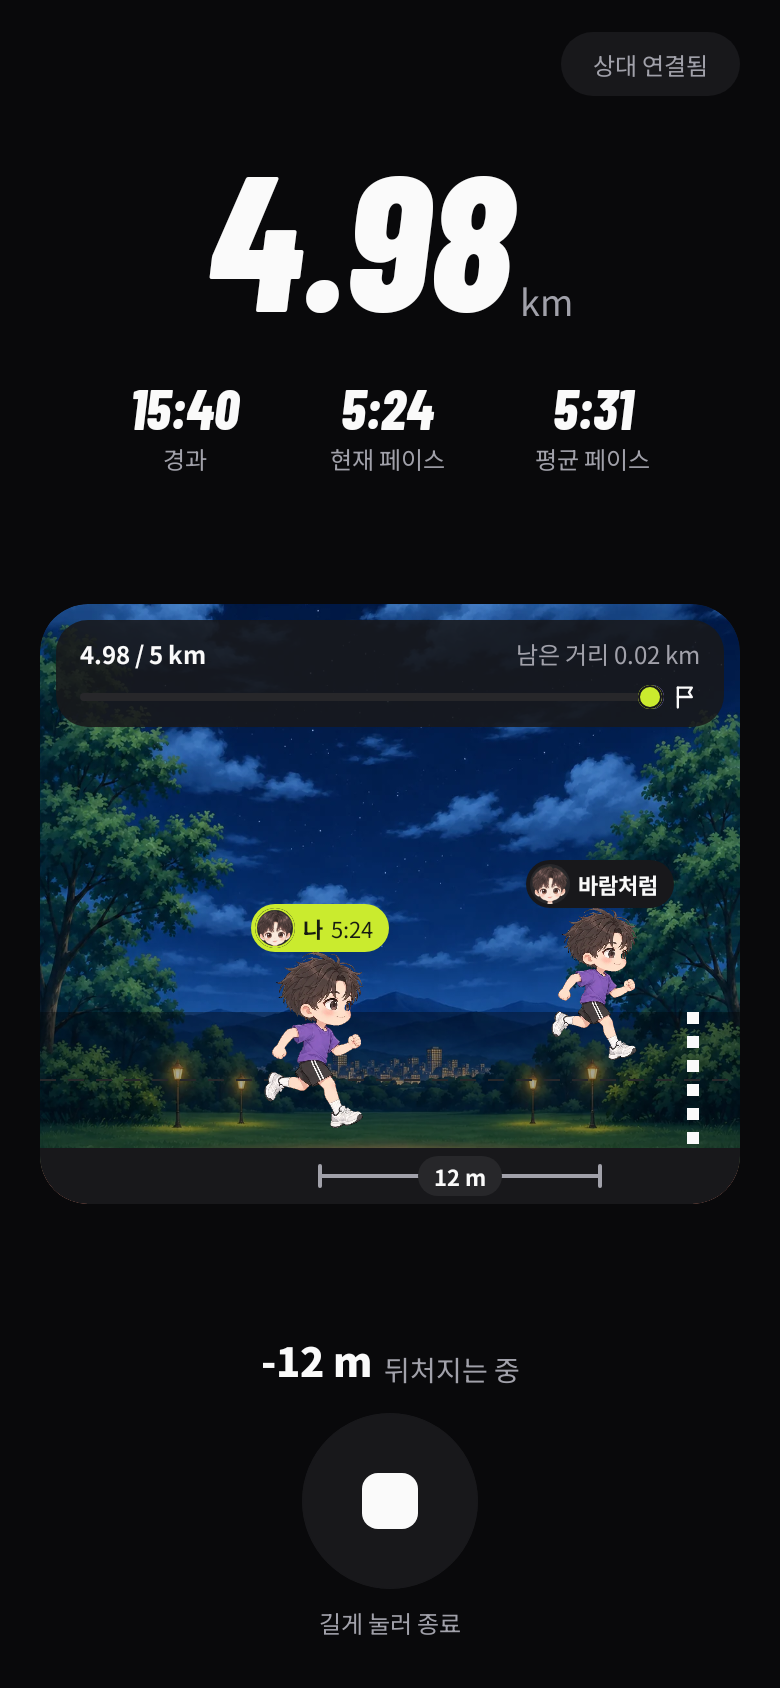 상대 연결됨
4.98 km
15:40 5:24 5:31
경과 현재 페이스 평균 페이스
4.98 / 5 km 남은 거리 0.02 km
바람처럼
나 5:24
12 m
-12 m 뒤처지는 중
길게 눌러 종료